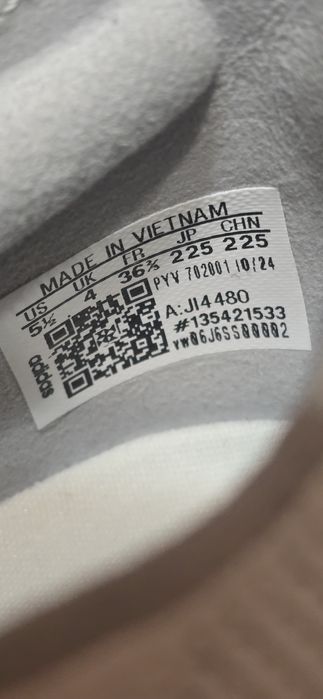 MADE IN VIETNAM
US UK FR JP CHN
5½ 4 36⅔ 225 225
PYV 702001 10/24
A:JI4480
#135421533
YW06J6SS00002
adidas